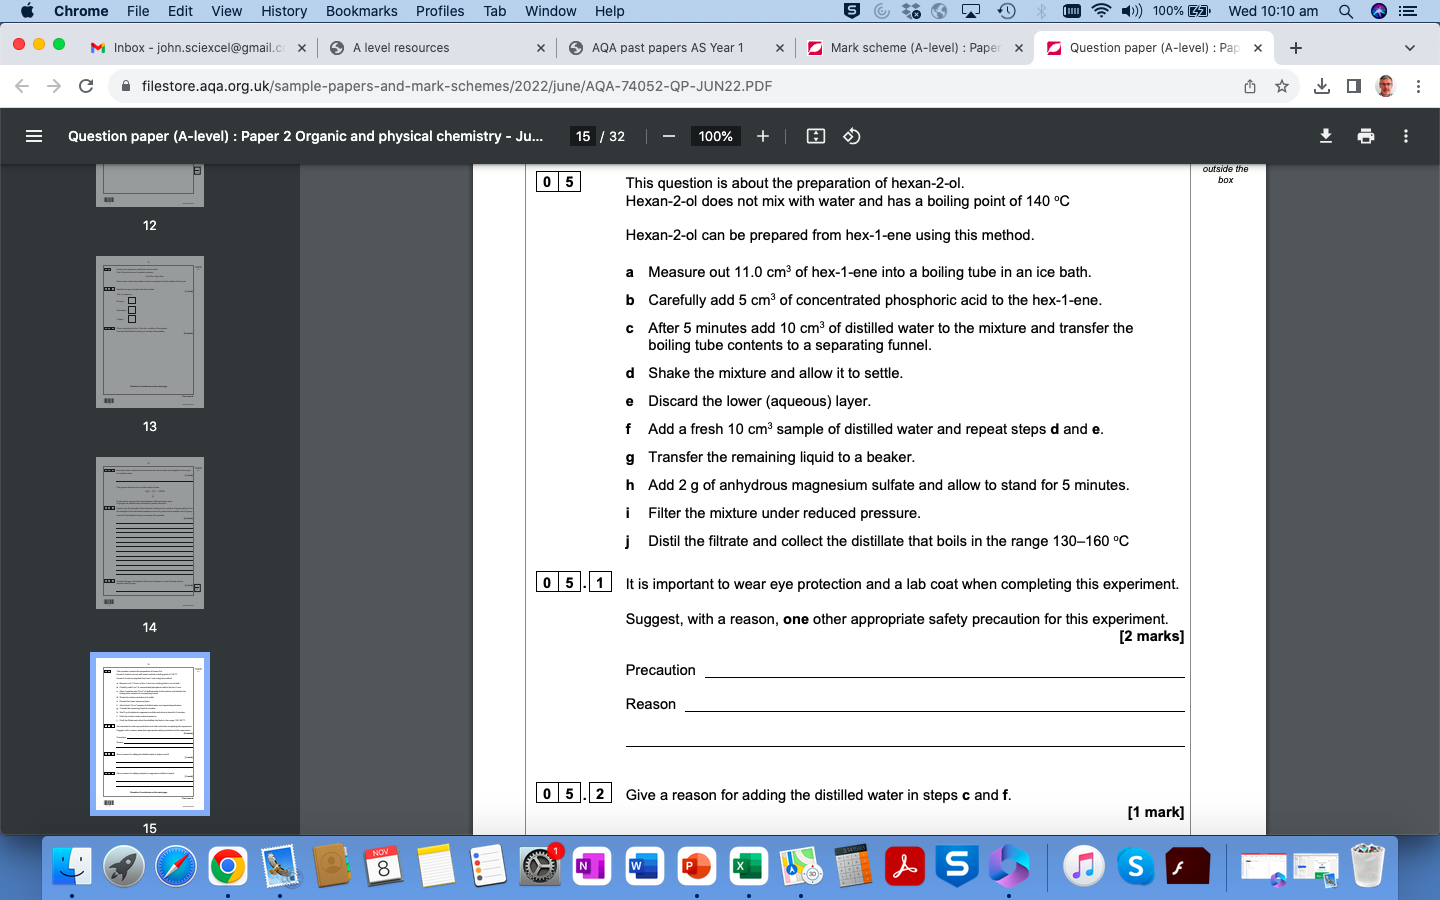 Chrome File Edit View History Bookmarks Profiles Tab Window Help 100% Wed 10:10 am
Inbox - john.sciexcel@gmail.c
A level resources
AQA past papers AS Year 1
Mark scheme (A-level) : Paper
Question paper (A-level) : Pap
filestore.aqa.org.uk/sample-papers-and-mark-schemes/2022/june/AQA-74052-QP-JUN22.PDF
Question paper (A-level) : Paper 2 Organic and physical chemistry - Ju... 15 / 32 100%
12
13
14
15
outside the
box
0 5 This question is about the preparation of hexan-2-ol.
Hexan-2-ol does not mix with water and has a boiling point of 140 °C
Hexan-2-ol can be prepared from hex-1-ene using this method.
a Measure out 11.0 cm³ of hex-1-ene into a boiling tube in an ice bath.
b Carefully add 5 cm³ of concentrated phosphoric acid to the hex-1-ene.
c After 5 minutes add 10 cm³ of distilled water to the mixture and transfer the
boiling tube contents to a separating funnel.
d Shake the mixture and allow it to settle.
e Discard the lower (aqueous) layer.
f Add a fresh 10 cm³ sample of distilled water and repeat steps d and e.
g Transfer the remaining liquid to a beaker.
h Add 2 g of anhydrous magnesium sulfate and allow to stand for 5 minutes.
i Filter the mixture under reduced pressure.
j Distil the filtrate and collect the distillate that boils in the range 130–160 °C
0 5 . 1 It is important to wear eye protection and a lab coat when completing this experiment.
Suggest, with a reason, one other appropriate safety precaution for this experiment.
[2 marks]
Precaution
Reason
0 5 . 2 Give a reason for adding the distilled water in steps c and f.
[1 mark]
NOV
8
1